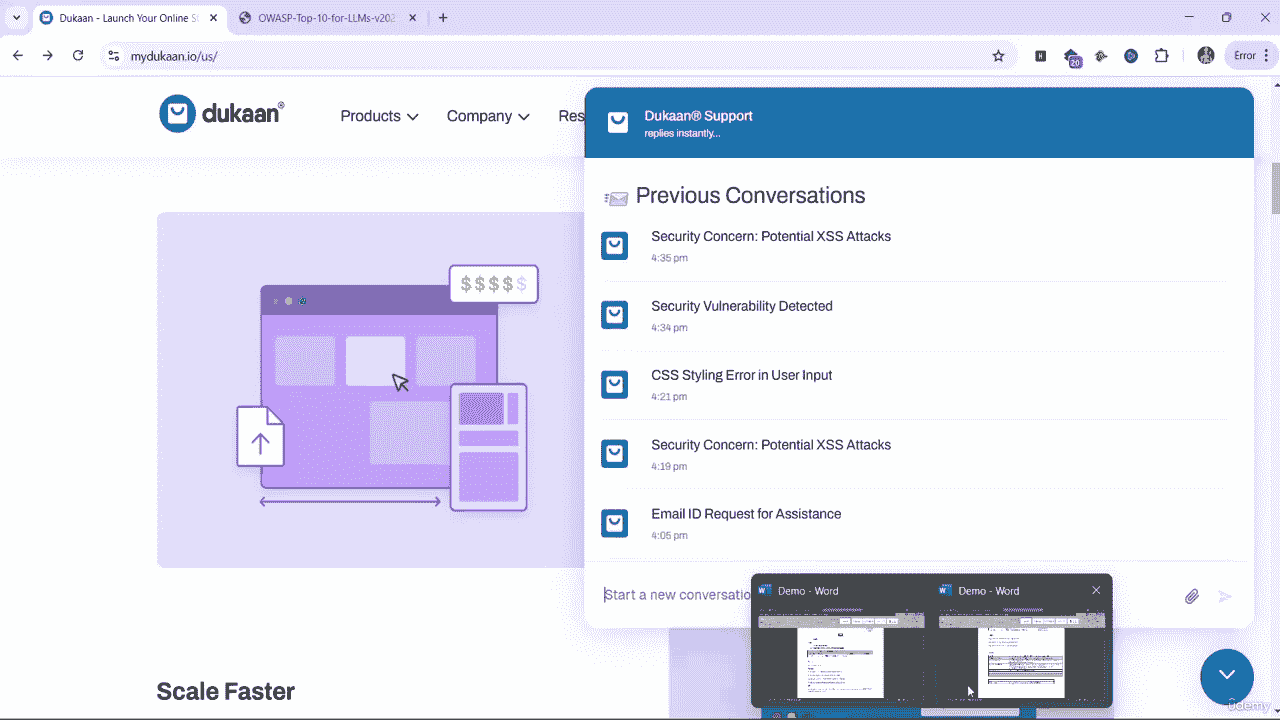 Dukaan - Launch Your Online St
OWASP-Top-10-for-LLMs-v202
mydukaan.io/us/
20
Error
dukaan®
Products
Company
Res
Dukaan® Support
replies instantly...
Previous Conversations
Security Concern: Potential XSS Attacks
4:35 pm
Security Vulnerability Detected
4:34 pm
CSS Styling Error in User Input
4:21 pm
Security Concern: Potential XSS Attacks
4:19 pm
Email ID Request for Assistance
4:05 pm
Start a new conversatio
Demo - Word
Demo - Word
$$$$$
Scale Faster
Udemy